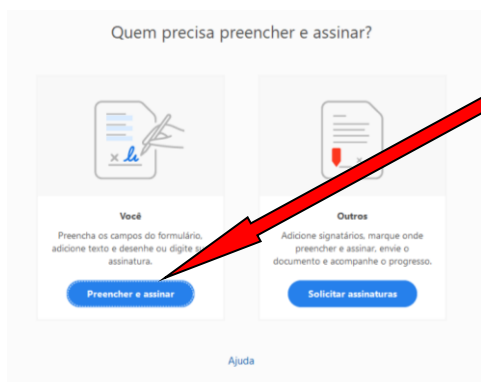 Quem precisa preencher e assinar?
Você
Preencha os campos do formulário,
adicione texto e desenhe ou digite su
assinatura.
Preencher e assinar
Outros
Adicione signatários, marque onde
preencher e assinar, envie o
documento e acompanhe o progresso.
Solicitar assinaturas
Ajuda